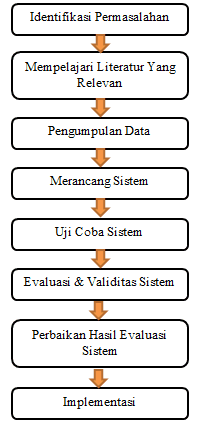 Identifikasi Permasalahan
Mempelajari Literatur Yang
Relevan
Pengumpulan Data
Merancang Sistem
Uji Coba Sistem
Evaluasi & Validitas Sistem
Perbaikan Hasil Evaluasi
Sistem
Implementasi